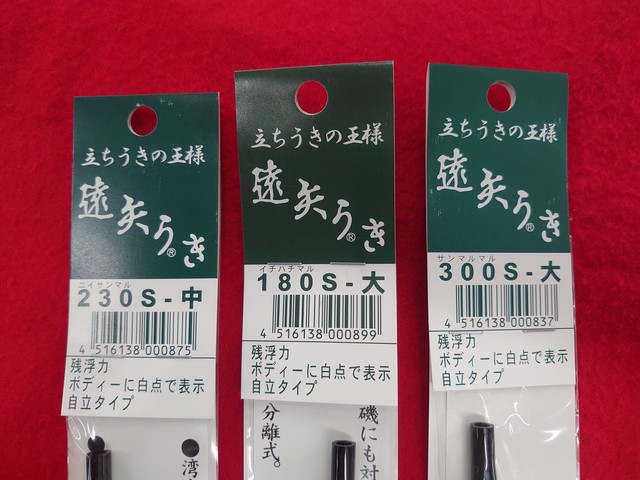 立ちうきの王様
遠矢うき®
ニイサンマル
230S-中
4 516138 000875
残浮力
ボディーに白点で表示
自立タイプ
●湾
立ちうきの王様
遠矢うき®
イチハチマル
180S-大
4 516138 000899
残浮力
ボディーに白点で表示
自立タイプ
磯にも対
分離式。
立ちうきの王様
遠矢うき®
サンマルマル
300S-大
4 516138 000837
残浮力
ボディーに白点で表示
自立タイプ